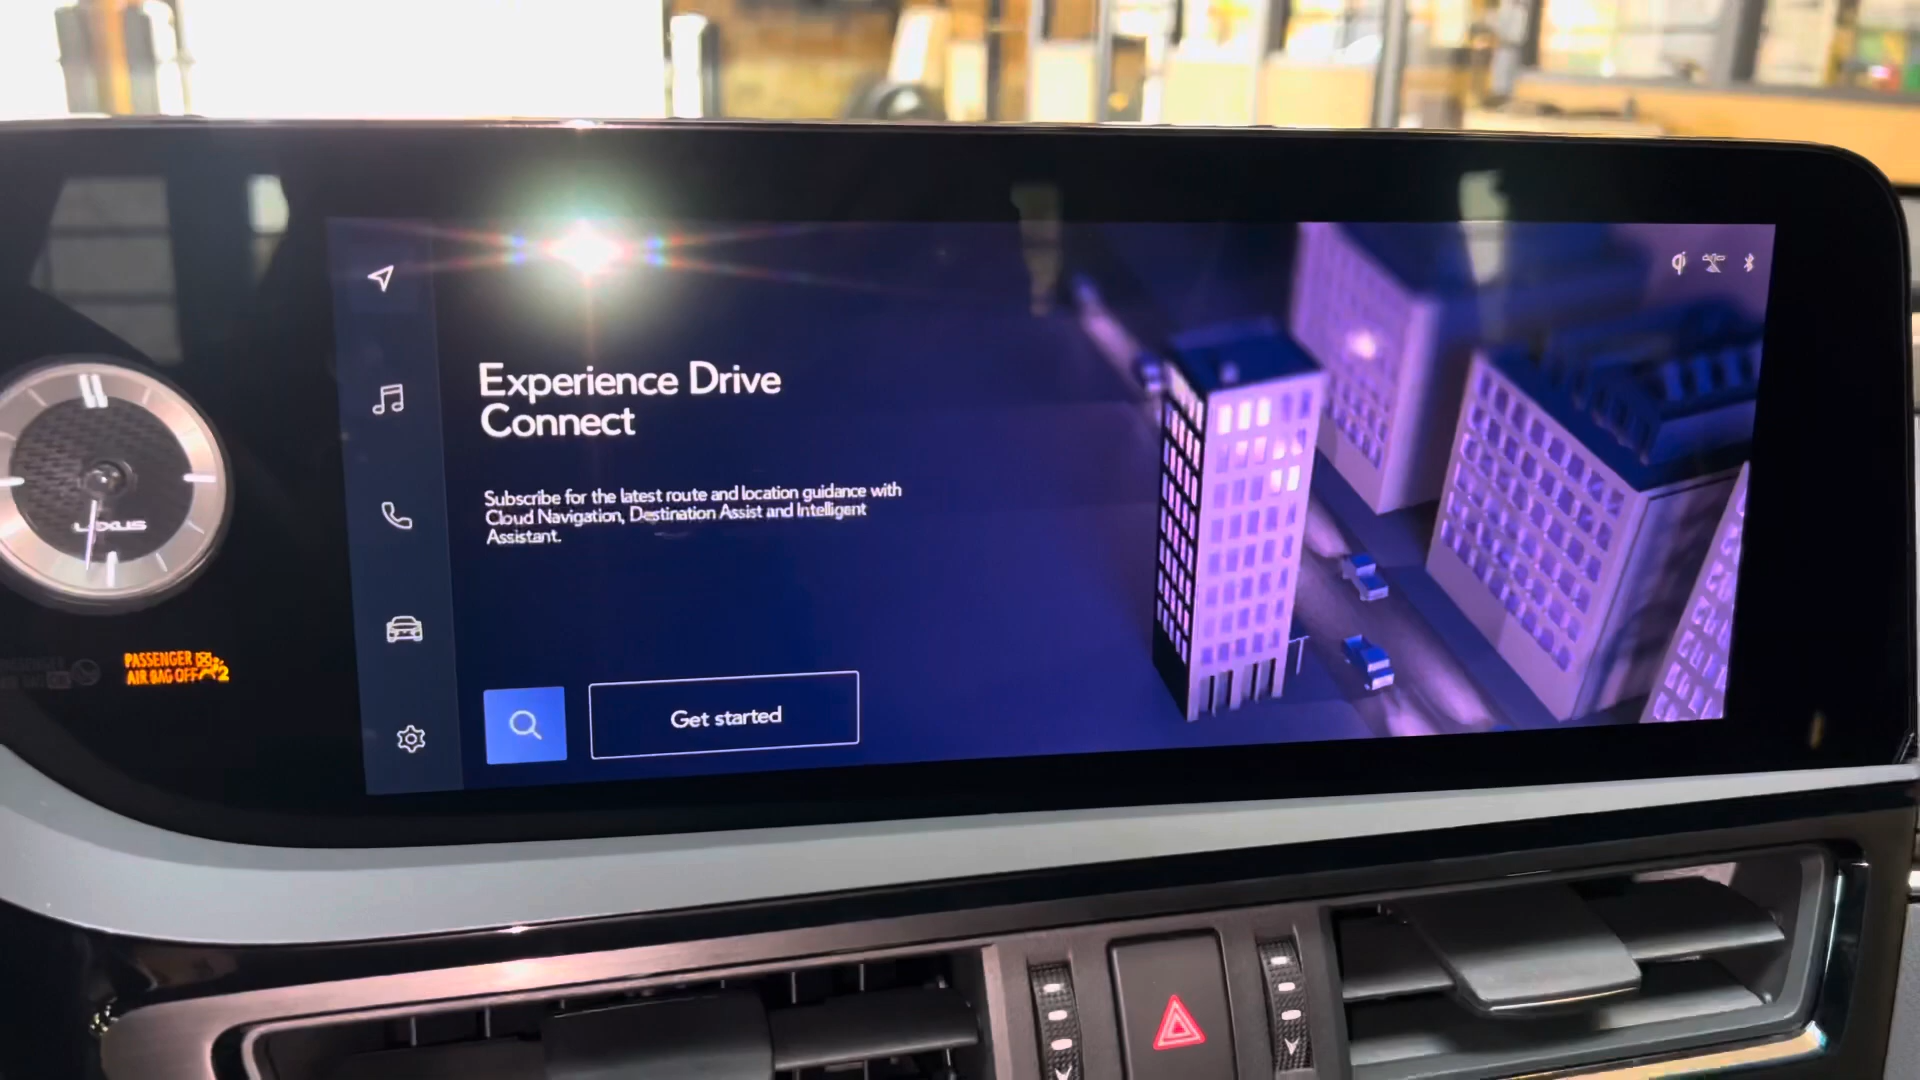 Experience Drive
Connect
Subscribe for the latest route and location guidance with
Cloud Navigation, Destination Assist and Intelligent
Assistant.
Get started
LEXUS
PASSENGER
AIR BAG OFF 2